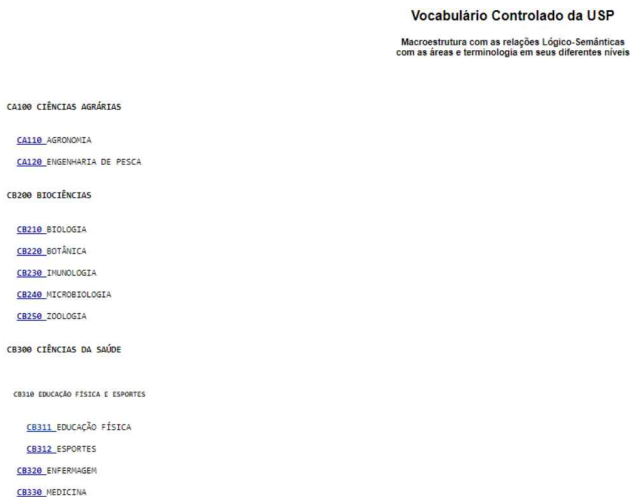 Vocabulário Controlado da USP
Macroestrutura com as relações Lógico-Semânticas
com as áreas e terminologia em seus diferentes níveis
CA100 CIÊNCIAS AGRÁRIAS
CA110 AGRONOMIA
CA120 ENGENHARIA DE PESCA
CB200 BIOCIÊNCIAS
CB210 BIOLOGIA
CB220 BOTÂNICA
CB230 IMUNOLOGIA
CB240 MICROBIOLOGIA
CB250 ZOOLOGIA
CB300 CIÊNCIAS DA SAÚDE
CB310 EDUCAÇÃO FÍSICA E ESPORTES
CB311 EDUCAÇÃO FÍSICA
CB312 ESPORTES
CB320 ENFERMAGEM
CB330 MEDICINA